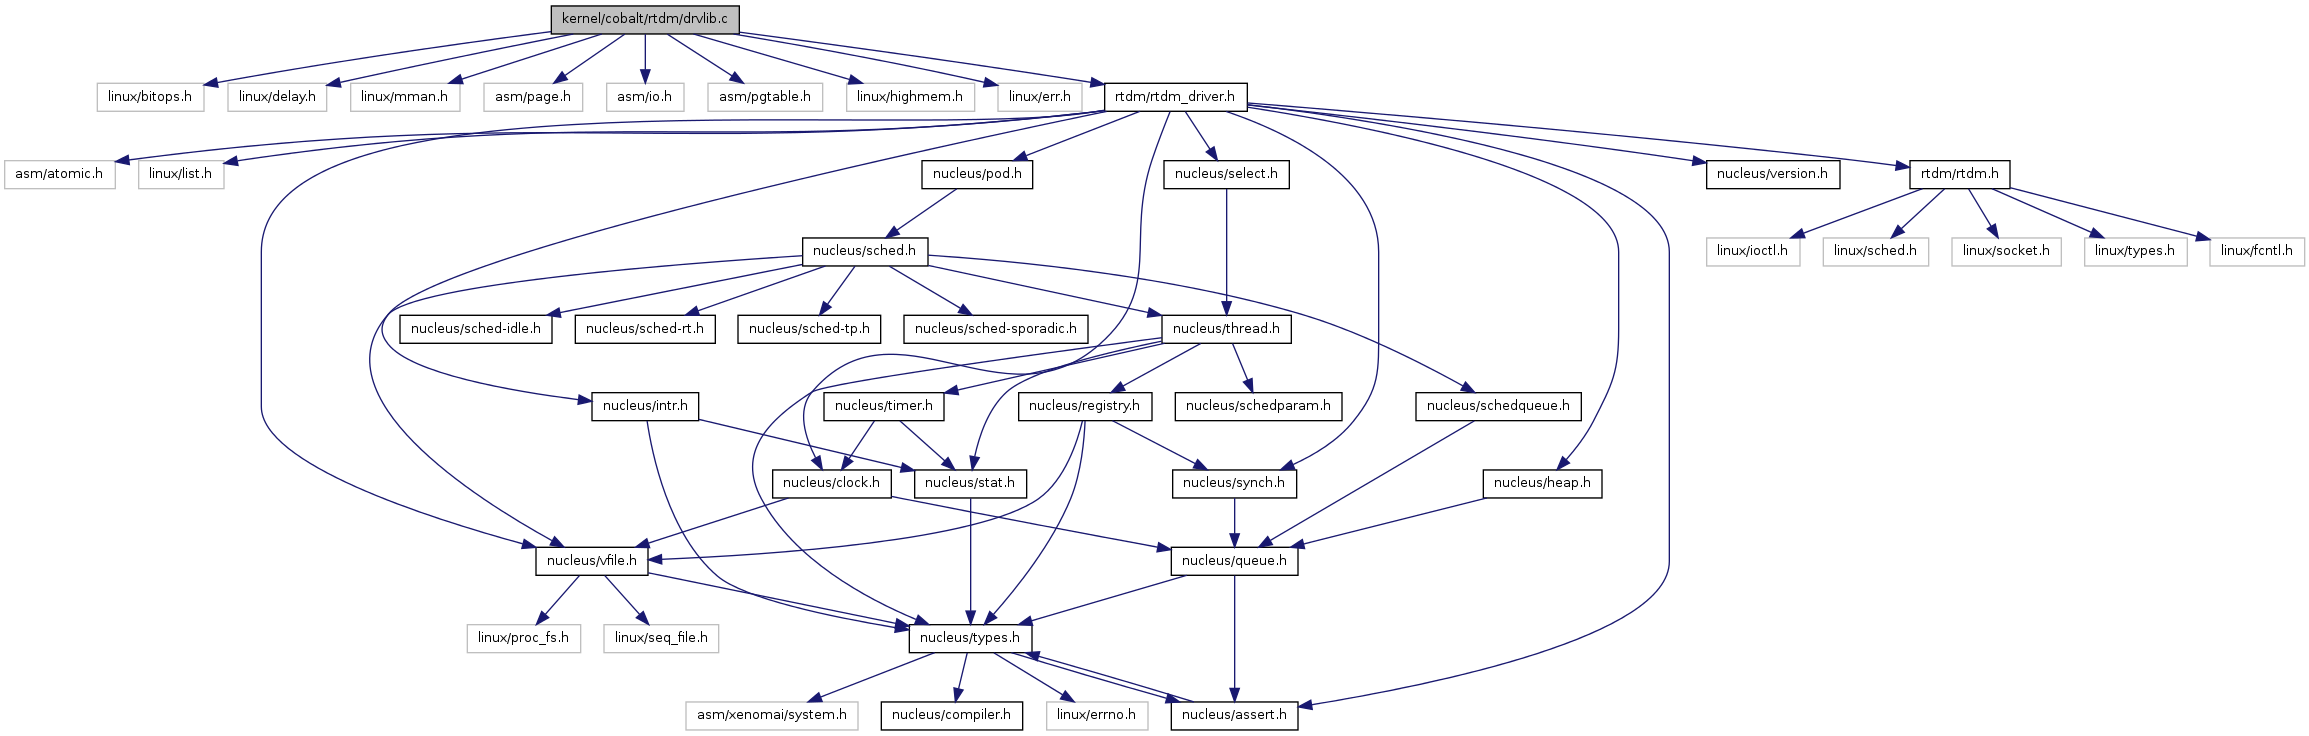 kernel/cobalt/rtdm/drvlib.c
linux/bitops.h
linux/delay.h
linux/mman.h
asm/page.h
asm/io.h
asm/pgtable.h
linux/highmem.h
linux/err.h
rtdm/rtdm_driver.h
asm/atomic.h
linux/list.h
nucleus/pod.h
nucleus/select.h
nucleus/version.h
rtdm/rtdm.h
nucleus/sched.h
linux/ioctl.h
linux/sched.h
linux/socket.h
linux/types.h
linux/fcntl.h
nucleus/sched-idle.h
nucleus/sched-rt.h
nucleus/sched-tp.h
nucleus/sched-sporadic.h
nucleus/thread.h
nucleus/intr.h
nucleus/timer.h
nucleus/registry.h
nucleus/schedparam.h
nucleus/schedqueue.h
nucleus/clock.h
nucleus/stat.h
nucleus/synch.h
nucleus/heap.h
nucleus/vfile.h
nucleus/queue.h
linux/proc_fs.h
linux/seq_file.h
nucleus/types.h
asm/xenomai/system.h
nucleus/compiler.h
linux/errno.h
nucleus/assert.h